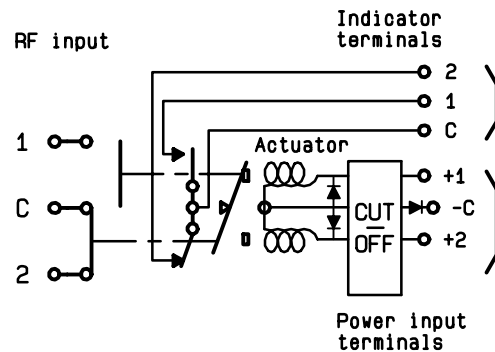 Indicator
terminals
RF input
2
1
C
Actuator
1
C
2
+1
-C
+2
CUT
OFF
Power input
terminals